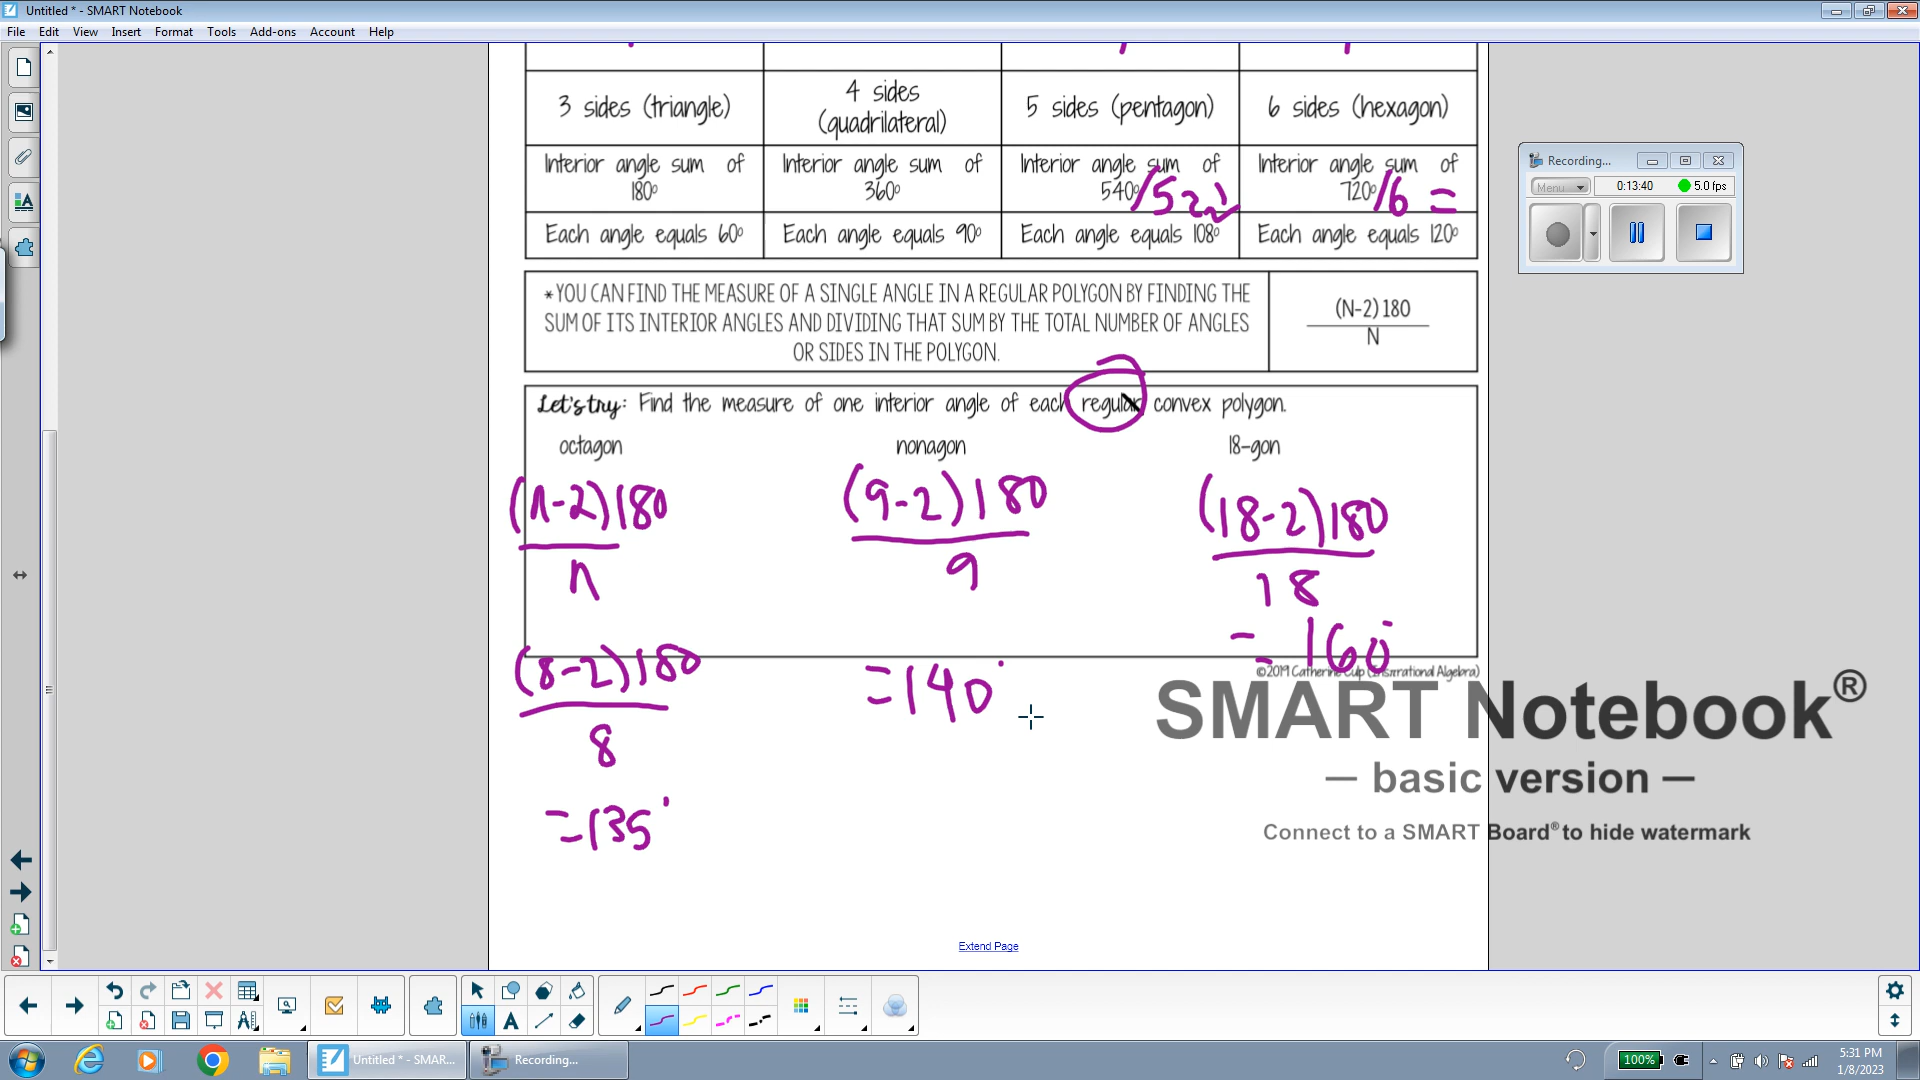 Untitled * - SMART Notebook
File Edit View Insert Format Tools Add-ons Account Help
3 sides (triangle)
4 sides
(quadrilateral)
5 sides (pentagon)
6 sides (hexagon)
Interior angle sum of
180°
Interior angle sum of
360°
Interior angle sum of
540°/5
Interior angle sum of
720°/6 =
Each angle equals 60°
Each angle equals 90°
Each angle equals 108°
Each angle equals 120°
*YOU CAN FIND THE MEASURE OF A SINGLE ANGLE IN A REGULAR POLYGON BY FINDING THE
SUM OF ITS INTERIOR ANGLES AND DIVIDING THAT SUM BY THE TOTAL NUMBER OF ANGLES
OR SIDES IN THE POLYGON.
(N-2)180
N
Let's try: Find the measure of one interior angle of each regular convex polygon.
octagon
nonagon
18-gon
(n-2)180
n
(8-2)180
8
=135°
(9-2)180
9
=140°
(18-2)180
18
= 160°
©2019 Catherine
Algebra)
SMART Notebook®
— basic version —
Connect to a SMART Board® to hide watermark
Extend Page
Recording...
Menu
0:13:40
5.0 fps
Untitled * - SMAR...
Recording...
100%
5:31 PM
1/8/2023